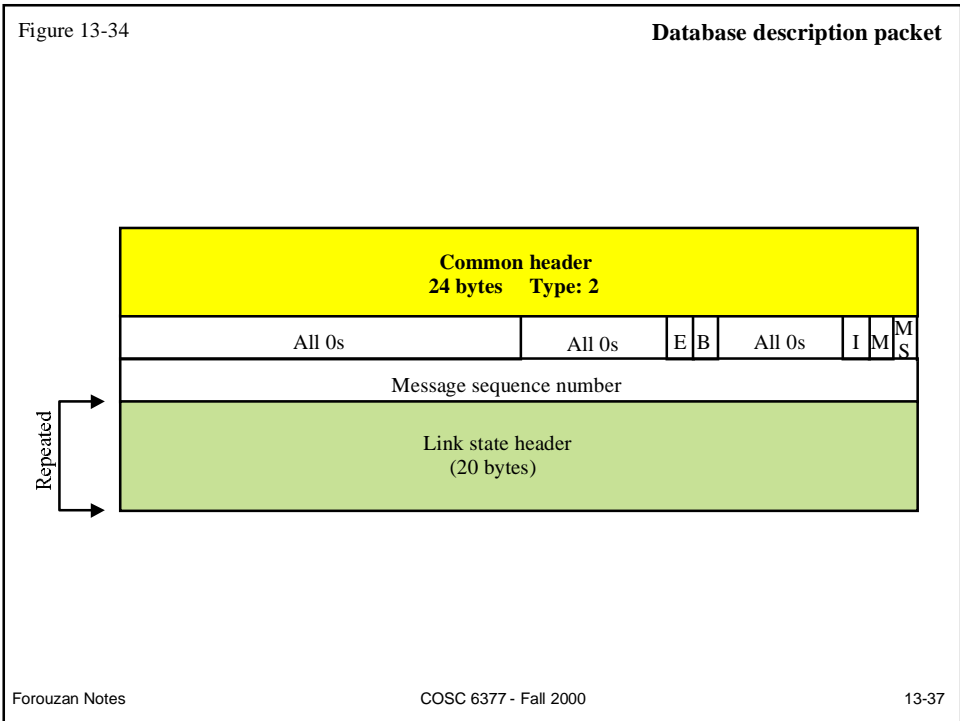 Figure 13-34
Database description packet
Common header
24 bytes Type: 2
All 0s All 0s E B All 0s I M M
S
Message sequence number
Repeated
Link state header
(20 bytes)
Forouzan Notes COSC 6377 - Fall 2000 13-37